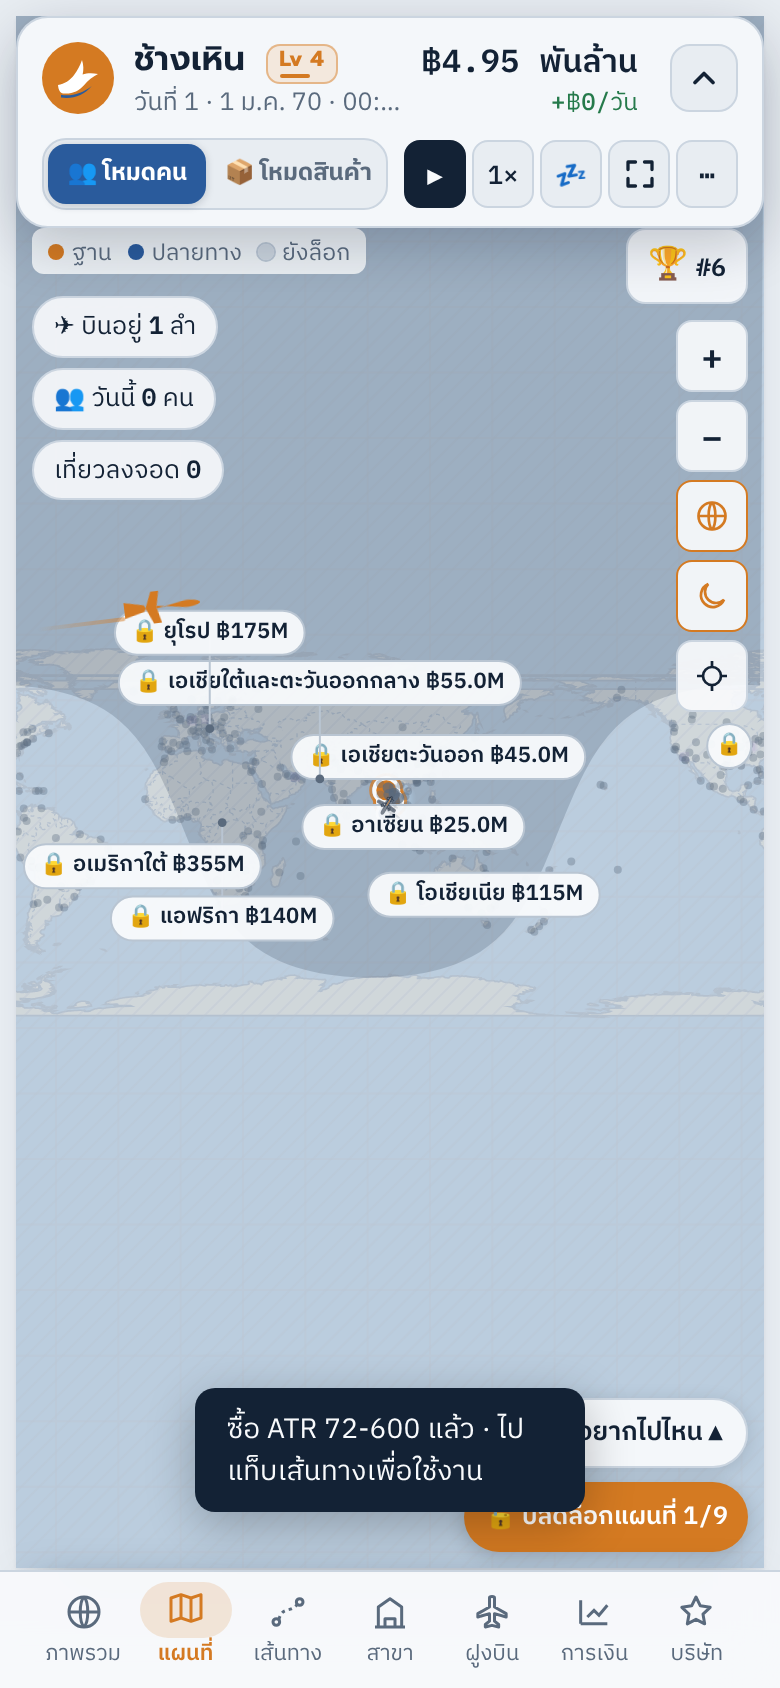 ช้างเหิน Lv 4 ฿4.95 พันล้าน
วันที่ 1 · 1 ม.ค. 70 · 00:... +฿0/วัน
👥 โหมดคน 📦 โหมดสินค้า ▶ 1× 💤 ⋯
ฐาน ปลายทาง ยังล็อก
🏆 #6
✈ บินอยู่ 1 ลำ
👥 วันนี้ 0 คน
เที่ยวลงจอด 0
+
−
🔒 ยุโรป ฿175M
🔒 เอเชียใต้และตะวันออกกลาง ฿55.0M
🔒 เอเชียตะวันออก ฿45.0M
🔒 อาเซียน ฿25.0M
🔒 อเมริกาใต้ ฿355M
🔒 โอเชียเนีย ฿115M
🔒 แอฟริกา ฿140M
ซื้อ ATR 72-600 แล้ว · ไป
แท็บเส้นทางเพื่อใช้งาน
อยากไปไหน ▴
🔒 ปลดล็อกแผนที่ 1/9
ภาพรวม แผนที่ เส้นทาง สาขา ฝูงบิน การเงิน บริษัท